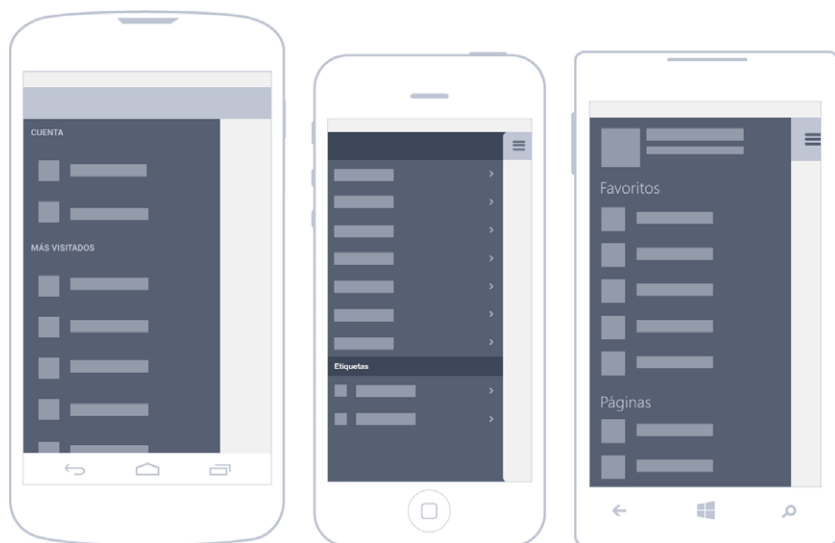 CUENTA
MÁS VISITADOS
Etiquetas
Favoritos
Páginas